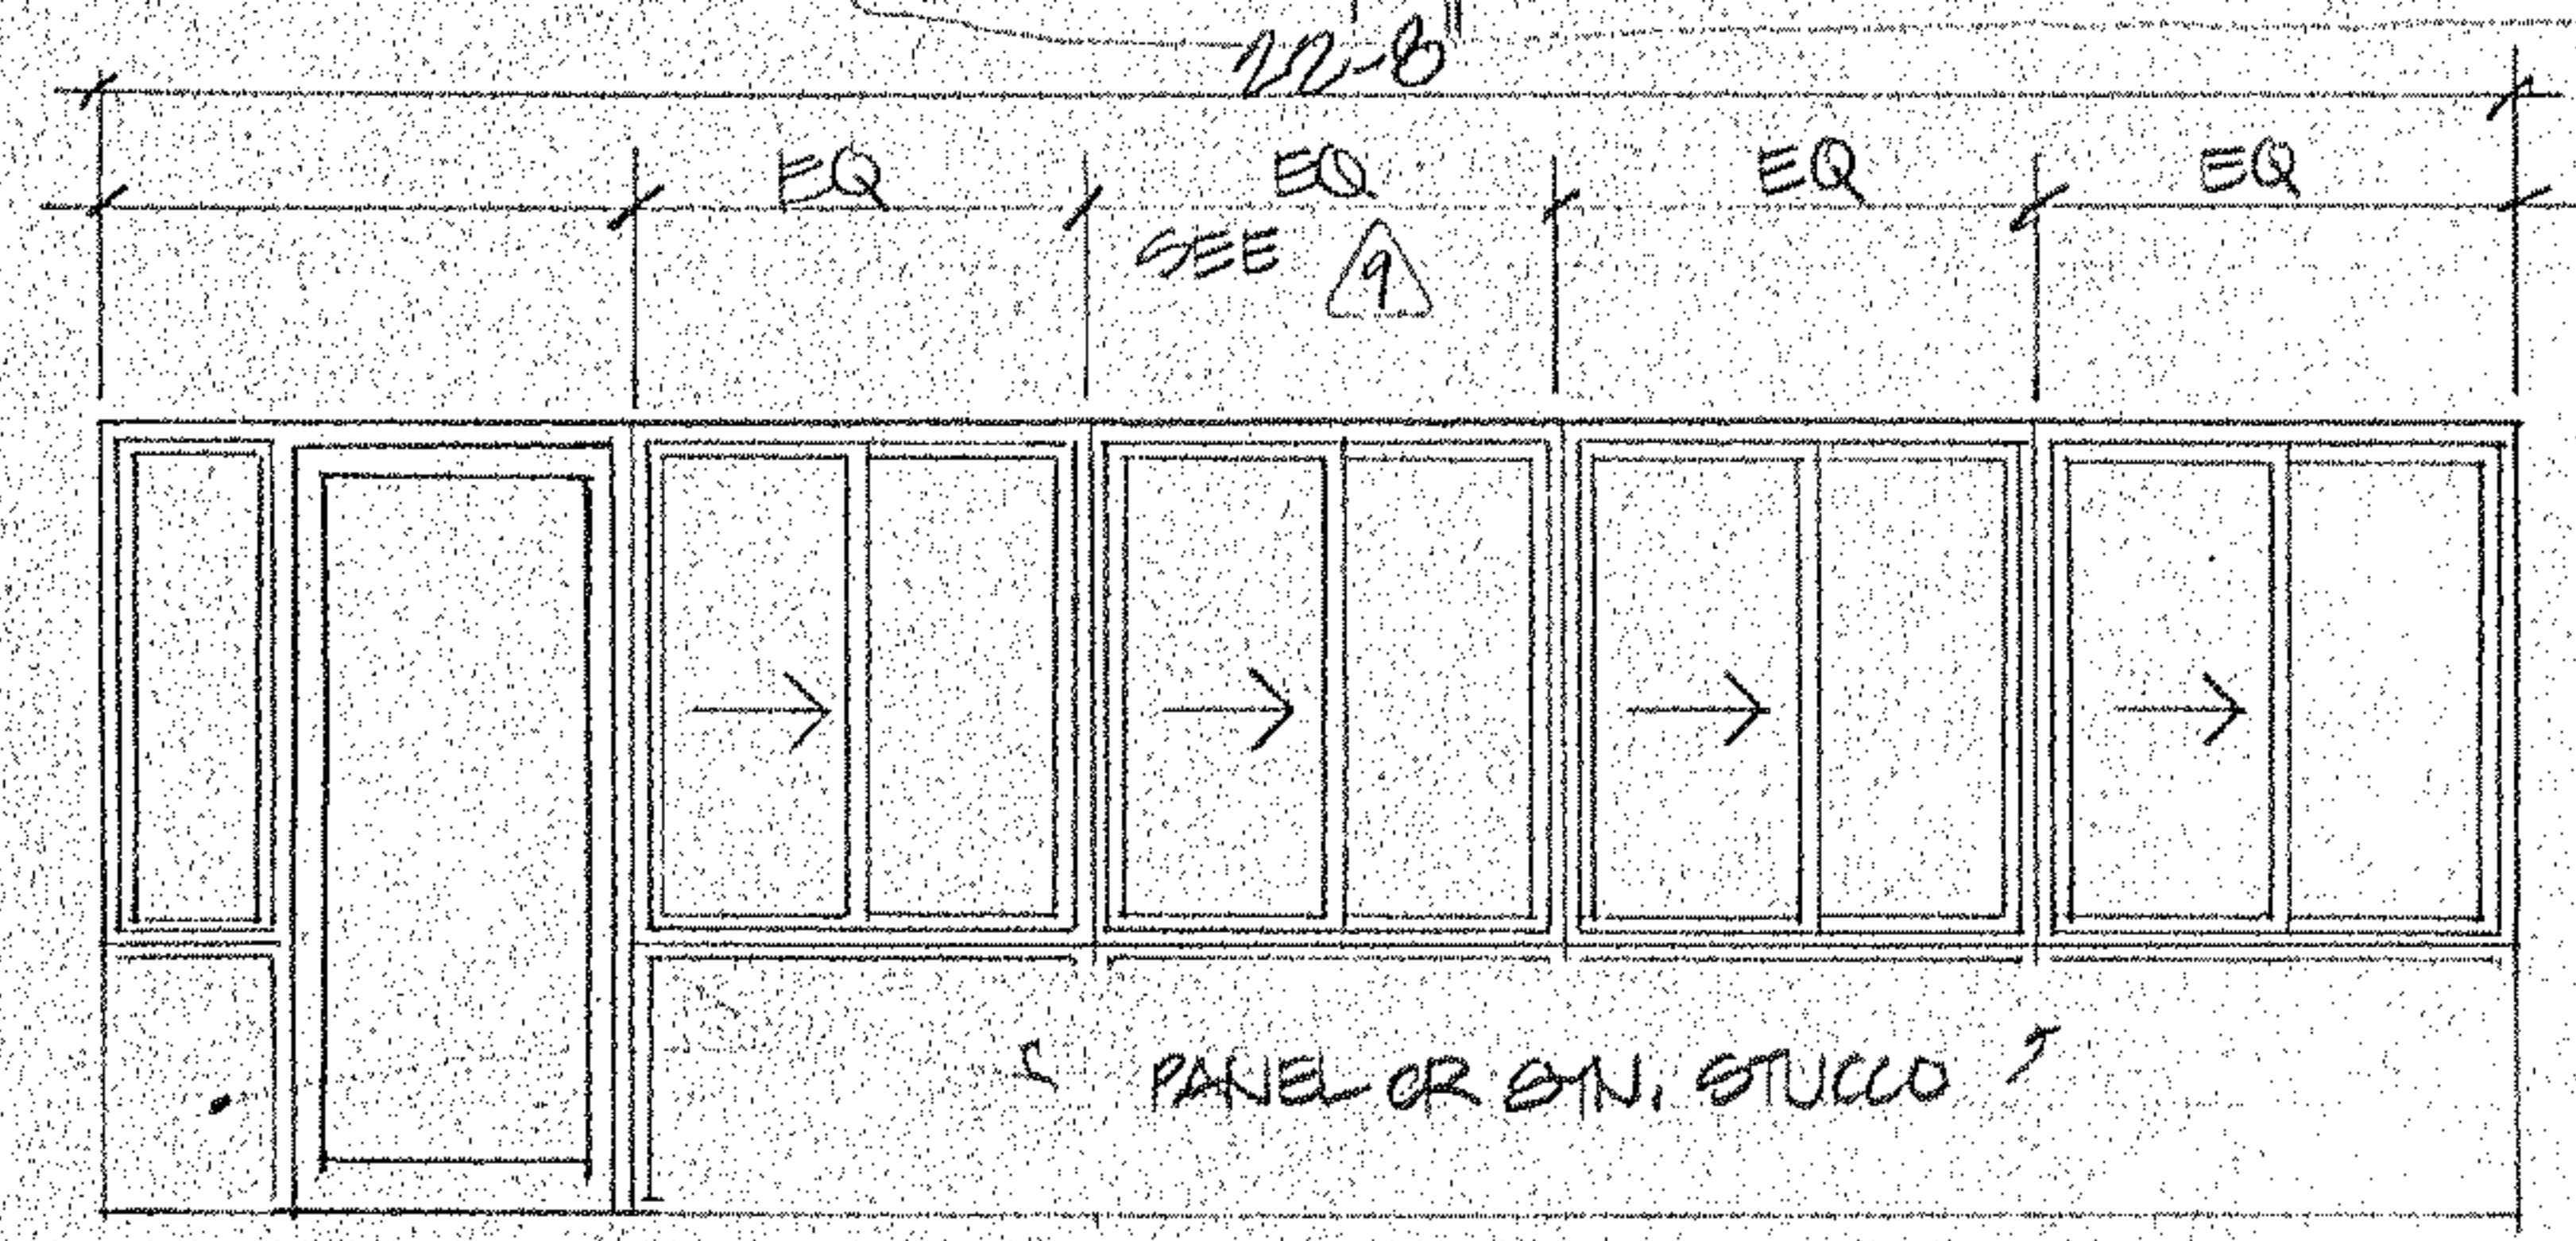 22-8"
EQ EQ EQ EQ
SEE 9
PANEL OR SYN. STUCCO